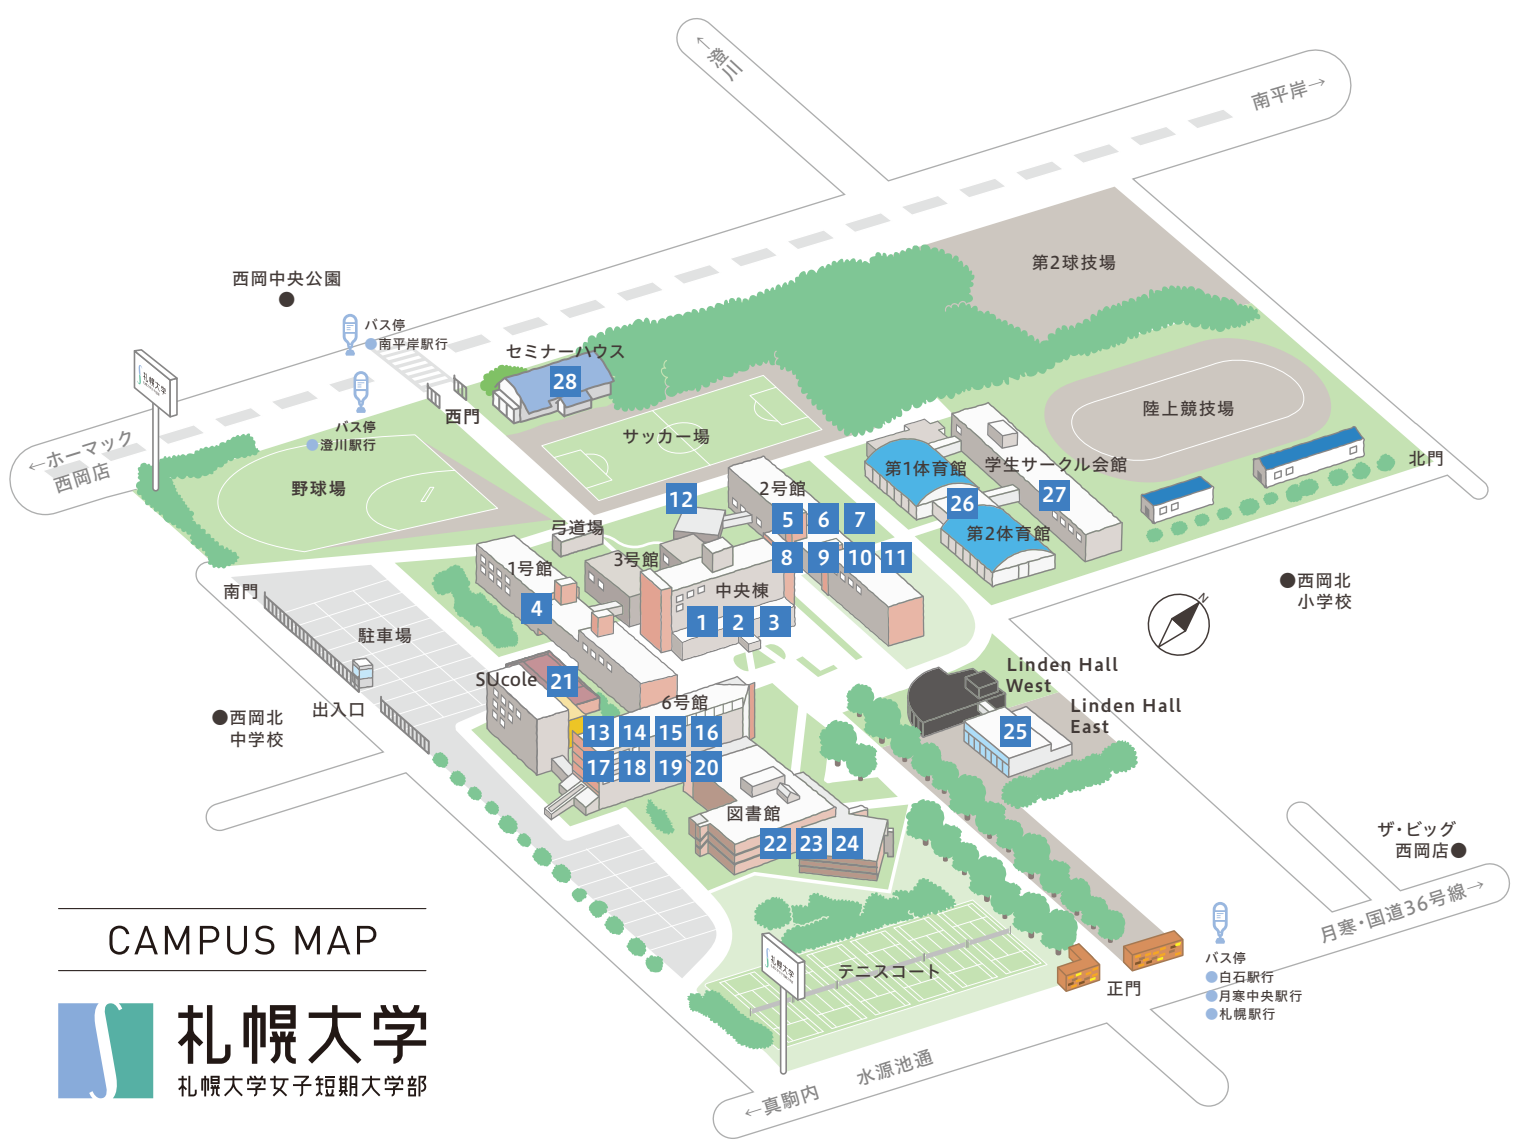 ←澄川
南平岸→
西岡中央公園
バス停
南平岸駅行
バス停
澄川駅行
札幌大学
←ホーマック
西岡店
第2球技場
セミナーハウス
28
西門
サッカー場
陸上競技場
北門
野球場
第1体育館
学生サークル会館
26
27
第2体育館
12
2号館
5 6 7
8 9 10 11
弓道場
3号館
1号館
4
中央棟
1 2 3
南門
駐車場
出入口
西岡北
中学校
西岡北
小学校
N
SUcole
21
6号館
13 14 15 16
17 18 19 20
Linden Hall
West
Linden Hall
East
25
図書館
22 23 24
ザ・ビッグ
西岡店
月寒・国道36号線→
テニスコート
札幌大学
正門
バス停
白石駅行
月寒中央駅行
札幌駅行
水源池通
←真駒内
CAMPUS MAP
札幌大学
札幌大学女子短期大学部